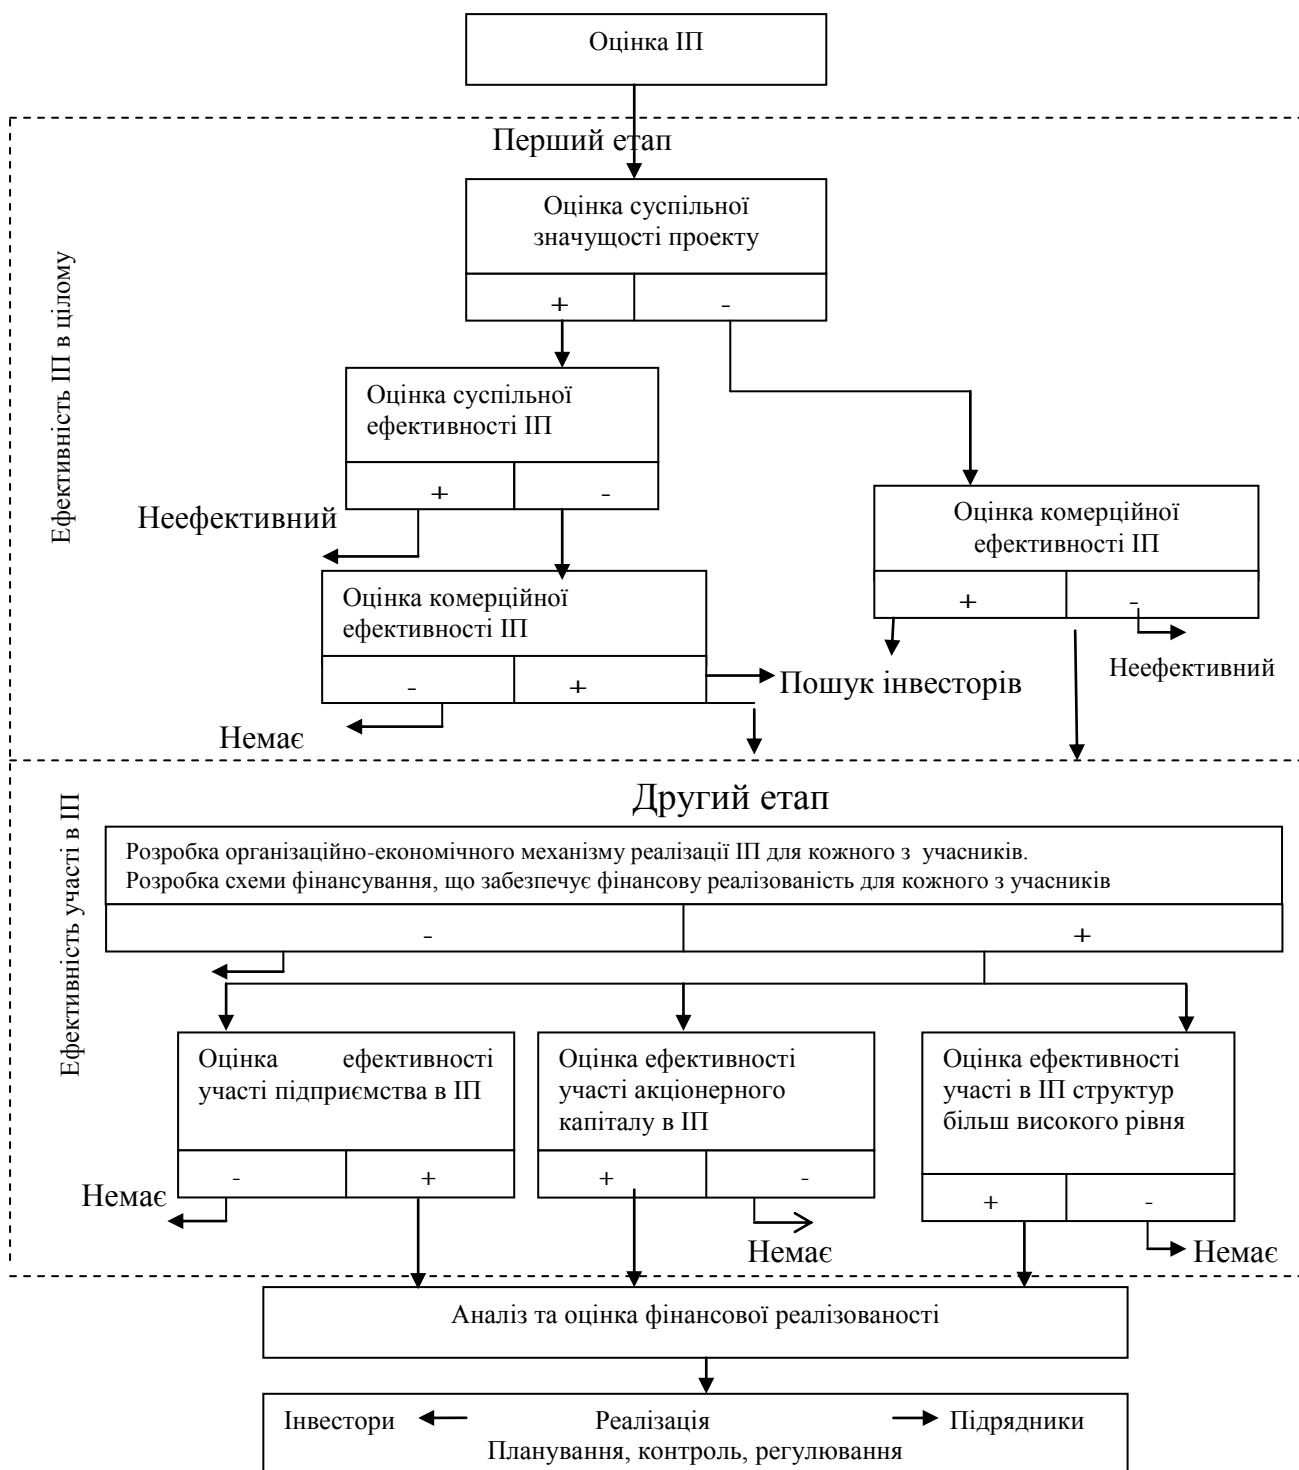 Оцінка ІП
Перший етап
Оцінка суспільної
значущості проекту
+ -
Ефективність ІП в цілому
Оцінка суспільної
ефективності ІП
+ -
Неефективний
Оцінка комерційної
ефективності ІП
+ -
Оцінка комерційної
ефективності ІП
- +
Пошук інвесторів
Неефективний
Немає
Другий етап
Ефективність участі в ІП
Розробка організаційно-економічного механізму реалізації ІП для кожного з учасників.
Розробка схеми фінансування, що забезпечує фінансову реалізованість для кожного з учасників
- +
Оцінка ефективності
участі підприємства в ІП
- +
Немає
Оцінка ефективності
участі акціонерного
капіталу в ІП
+ -
Немає
Оцінка ефективності
участі в ІП структур
більш високого рівня
+ -
Немає
Аналіз та оцінка фінансової реалізованості
Інвестори Реалізація Підрядники
Планування, контроль, регулювання